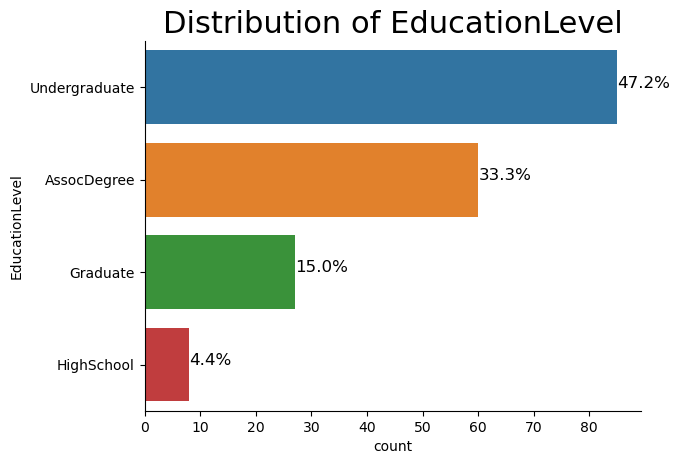 Distribution of EducationLevel
EducationLevel
Undergraduate
47.2%
AssocDegree
33.3%
Graduate
15.0%
HighSchool
4.4%
0 10 20 30 40 50 60 70 80
count